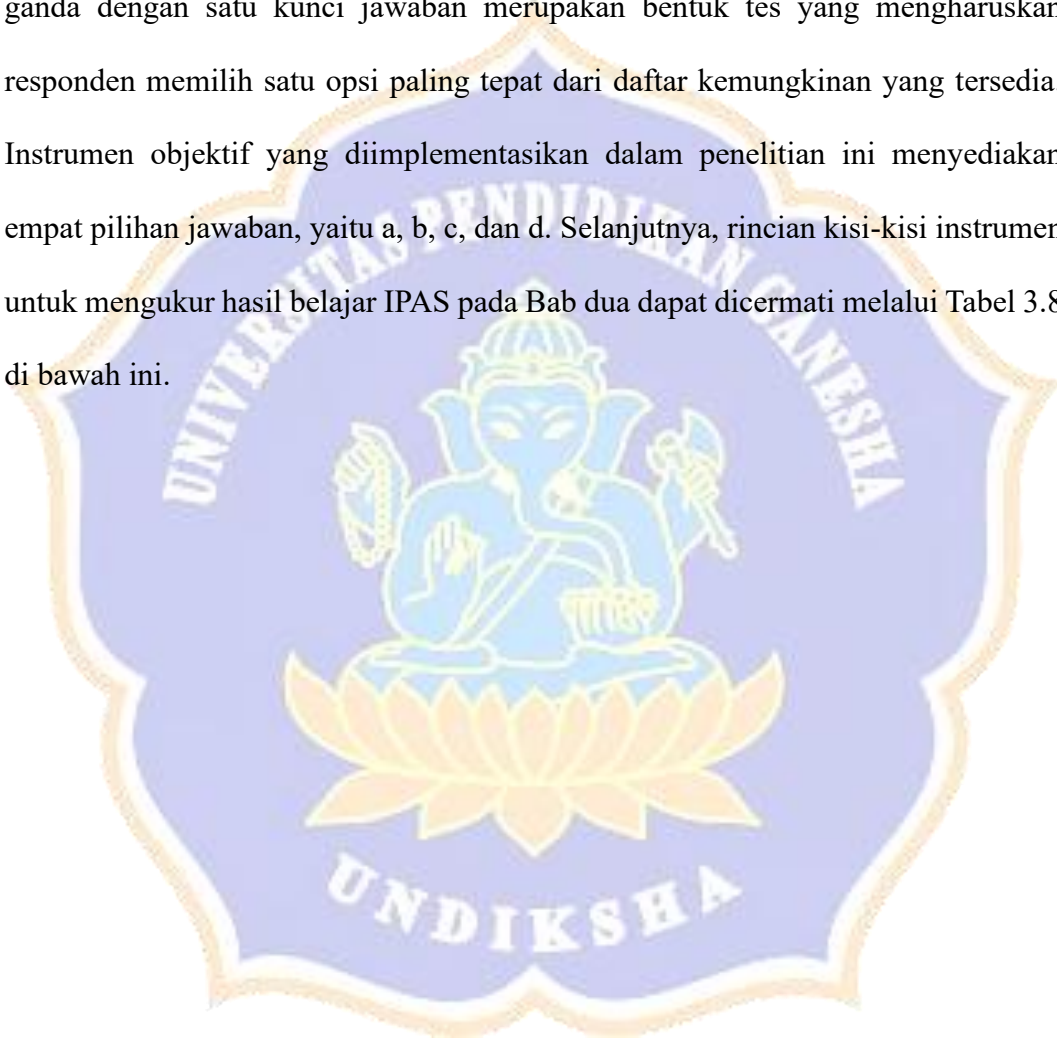 ganda dengan satu kunci jawaban merupakan bentuk tes yang mengharuskan
responden memilih satu opsi paling tepat dari daftar kemungkinan yang tersedia.
Instrumen objektif yang diimplementasikan dalam penelitian ini menyediakan
empat pilihan jawaban, yaitu a, b, c, dan d. Selanjutnya, rincian kisi-kisi instrumen
untuk mengukur hasil belajar IPAS pada Bab dua dapat dicermati melalui Tabel 3.8
di bawah ini.
UNIVERSITAS PENDIDIKAN GANESHA
UNDIKSHA